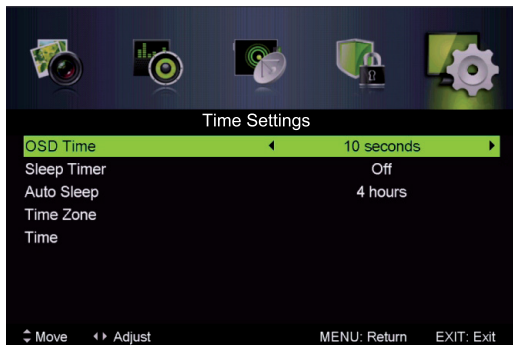 Time Settings
OSD Time 10 seconds
Sleep Timer Off
Auto Sleep 4 hours
Time Zone
Time
Move Adjust MENU: Return EXIT: Exit